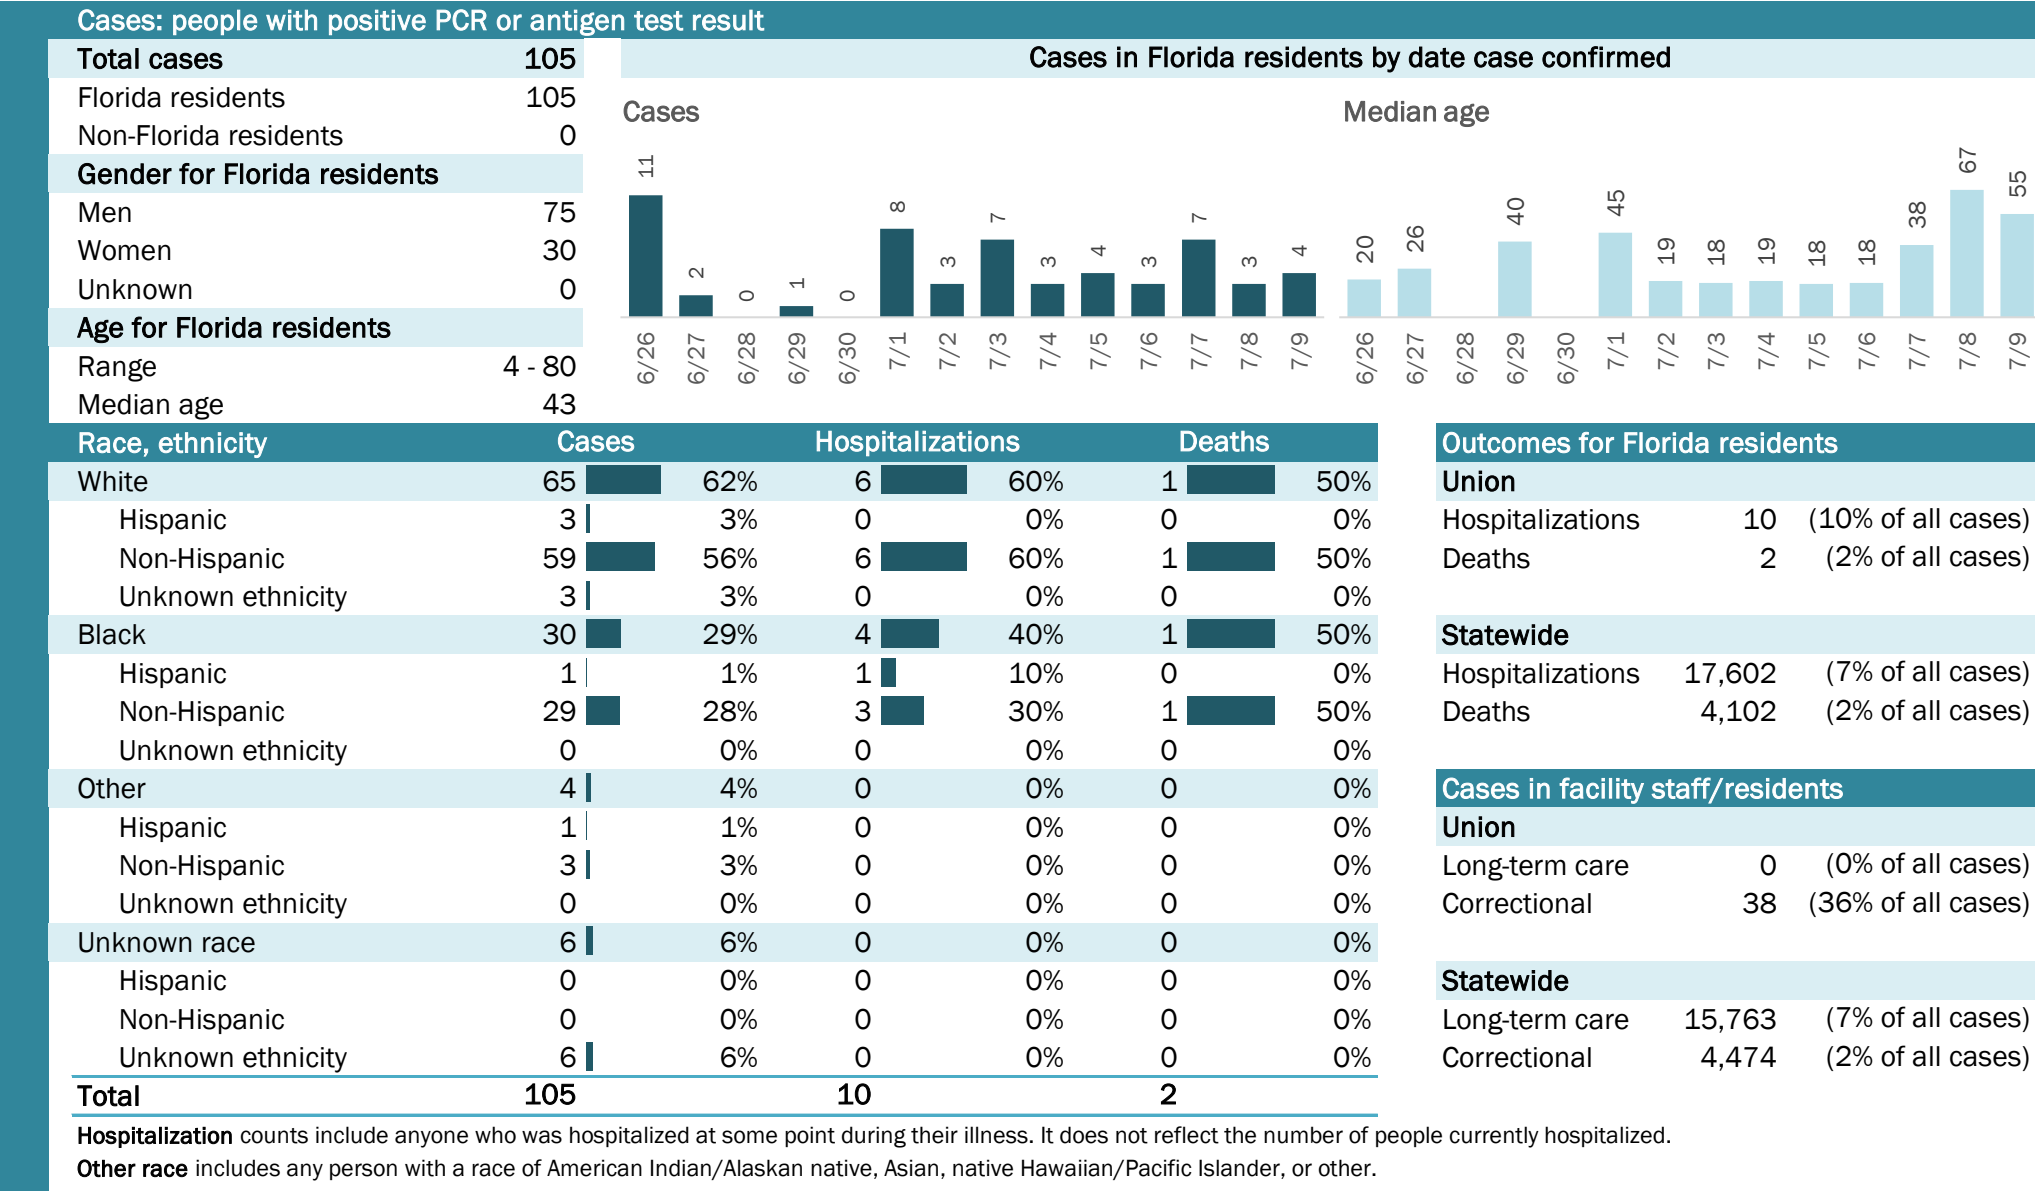 Cases: people with positive PCR or antigen test result
Total cases 105
Florida residents 105
Non-Florida residents 0
Gender for Florida residents
Men 75
Women 30
Unknown 0
Age for Florida residents
Range 4 - 80
Median age 43
Cases in Florida residents by date case confirmed
Cases
11 2 0 1 0 8 3 7 3 4 3 7 3 4
6/26 6/27 6/28 6/29 6/30 7/1 7/2 7/3 7/4 7/5 7/6 7/7 7/8 7/9
Median age
20 26 40 45 19 18 19 18 18 38 67 55
6/26 6/27 6/28 6/29 6/30 7/1 7/2 7/3 7/4 7/5 7/6 7/7 7/8 7/9
Race, ethnicity Cases Hospitalizations Deaths
White 65 62% 6 60% 1 50%
Hispanic 3 3% 0 0% 0 0%
Non-Hispanic 59 56% 6 60% 1 50%
Unknown ethnicity 3 3% 0 0% 0 0%
Black 30 29% 4 40% 1 50%
Hispanic 1 1% 1 10% 0 0%
Non-Hispanic 29 28% 3 30% 1 50%
Unknown ethnicity 0 0% 0 0% 0 0%
Other 4 4% 0 0% 0 0%
Hispanic 1 1% 0 0% 0 0%
Non-Hispanic 3 3% 0 0% 0 0%
Unknown ethnicity 0 0% 0 0% 0 0%
Unknown race 6 6% 0 0% 0 0%
Hispanic 0 0% 0 0% 0 0%
Non-Hispanic 0 0% 0 0% 0 0%
Unknown ethnicity 6 6% 0 0% 0 0%
Total 105 10 2
Outcomes for Florida residents
Union
Hospitalizations 10 (10% of all cases)
Deaths 2 (2% of all cases)
Statewide
Hospitalizations 17,602 (7% of all cases)
Deaths 4,102 (2% of all cases)
Cases in facility staff/residents
Union
Long-term care 0 (0% of all cases)
Correctional 38 (36% of all cases)
Statewide
Long-term care 15,763 (7% of all cases)
Correctional 4,474 (2% of all cases)
Hospitalization counts include anyone who was hospitalized at some point during their illness. It does not reflect the number of people currently hospitalized.
Other race includes any person with a race of American Indian/Alaskan native, Asian, native Hawaiian/Pacific Islander, or other.